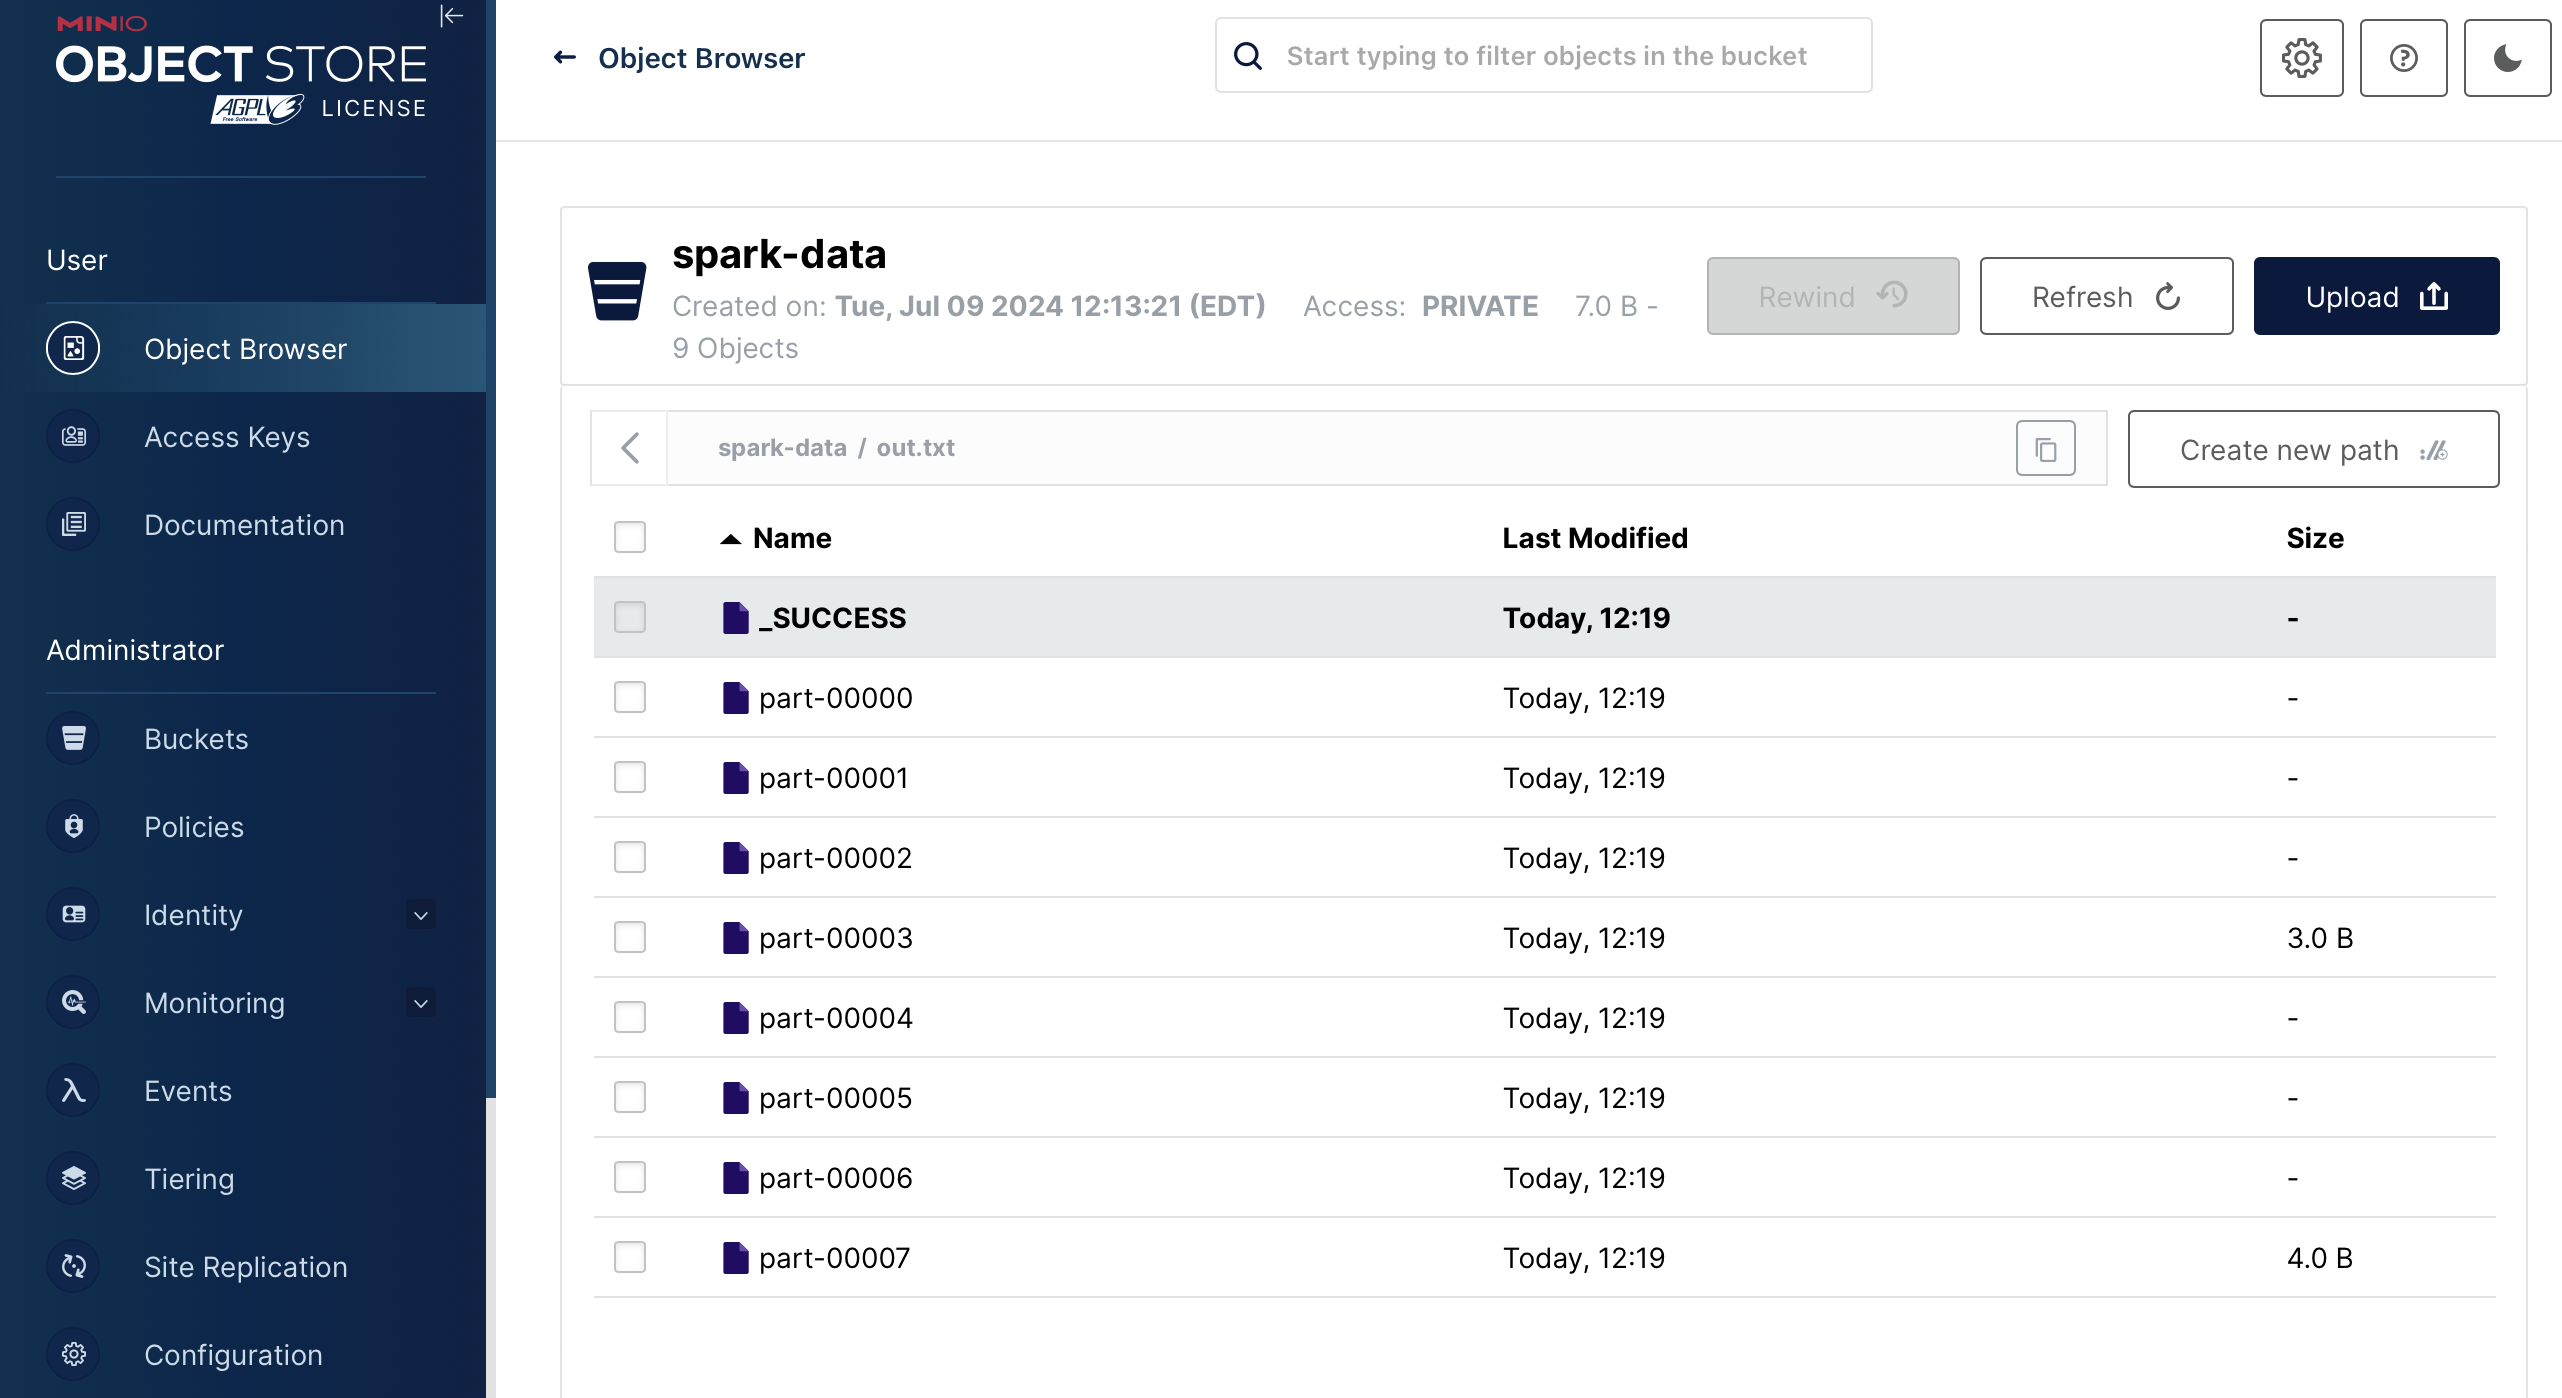 MINIO
OBJECT STORE
AGPL v3 LICENSE
Free Software
User
Object Browser
Access Keys
Documentation
Administrator
Buckets
Policies
Identity
Monitoring
Events
Tiering
Site Replication
Configuration
Object Browser
Start typing to filter objects in the bucket
spark-data
Created on: Tue, Jul 09 2024 12:13:21 (EDT) Access: PRIVATE 7.0 B -
9 Objects
Rewind
Refresh
Upload
spark-data / out.txt
Create new path
Name Last Modified Size
_SUCCESS Today, 12:19 -
part-00000 Today, 12:19 -
part-00001 Today, 12:19 -
part-00002 Today, 12:19 -
part-00003 Today, 12:19 3.0 B
part-00004 Today, 12:19 -
part-00005 Today, 12:19 -
part-00006 Today, 12:19 -
part-00007 Today, 12:19 4.0 B